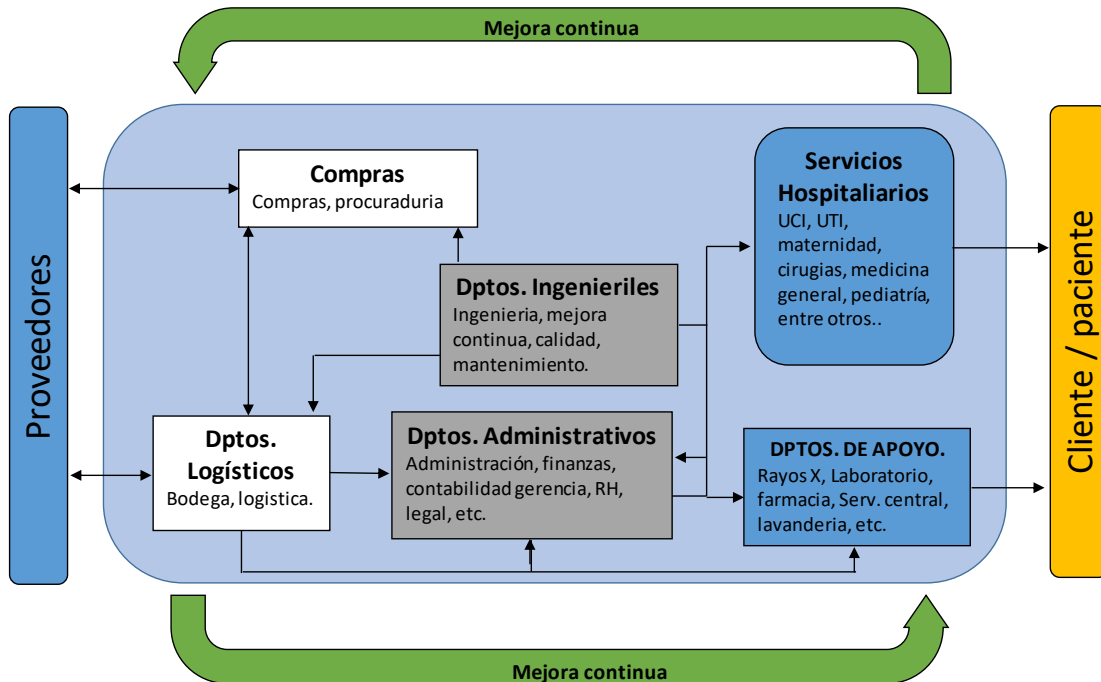 Mejora continua
Proveedores
Compras
Compras, procuraduria
Servicios
Hospitaliarios
UCI, UTI,
maternidad,
cirugias, medicina
general, pediatría,
entre otros..
Dptos. Ingenieriles
Ingenieria, mejora
continua, calidad,
mantenimiento.
Dptos.
Logísticos
Bodega, logistica.
Dptos. Administrativos
Administración, finanzas,
contabilidad gerencia, RH,
legal, etc.
DPTOS. DE APOYO.
Rayos X, Laboratorio,
farmacia, Serv. central,
lavanderia, etc.
Cliente / paciente
Mejora continua